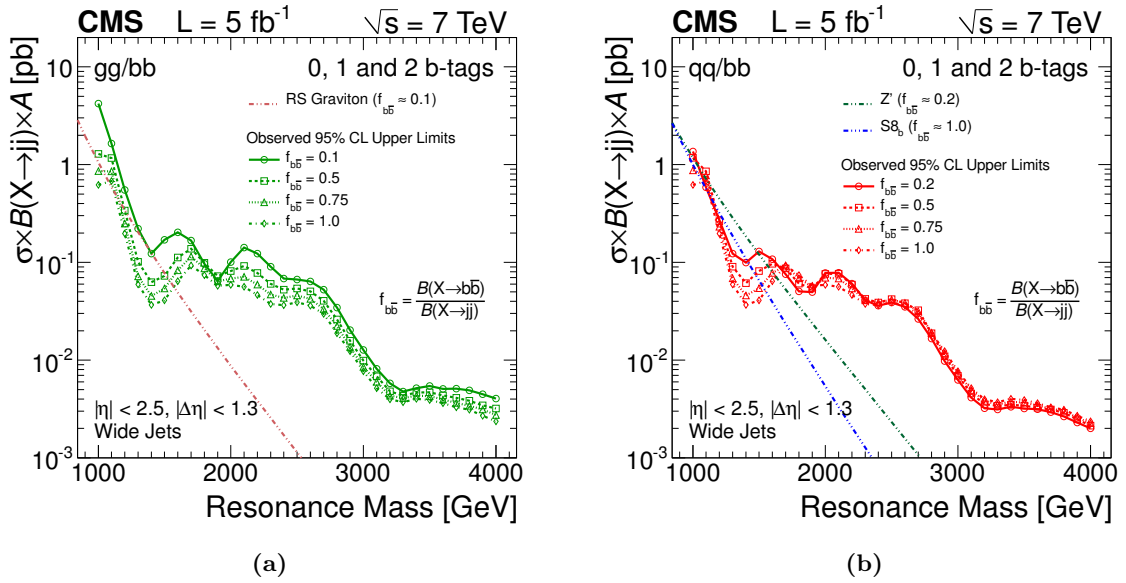 CMS L = 5 fb⁻¹ √s = 7 TeV
gg/bb 0, 1 and 2 b-tags
RS Graviton (f_bb̄ ≈ 0.1)
Observed 95% CL Upper Limits
f_bb̄ = 0.1
f_bb̄ = 0.5
f_bb̄ = 0.75
f_bb̄ = 1.0
f_bb̄ = B(X→bb̄) / B(X→jj)
|η| < 2.5, |Δη| < 1.3
Wide Jets
σ×B(X→jj)×A [pb]
10
1
10⁻¹
10⁻²
10⁻³
1000 2000 3000 4000
Resonance Mass [GeV]
(a)
CMS L = 5 fb⁻¹ √s = 7 TeV
qq/bb 0, 1 and 2 b-tags
Z' (f_bb̄ ≈ 0.2)
S8_b (f_bb̄ ≈ 1.0)
Observed 95% CL Upper Limits
f_bb̄ = 0.2
f_bb̄ = 0.5
f_bb̄ = 0.75
f_bb̄ = 1.0
f_bb̄ = B(X→bb̄) / B(X→jj)
|η| < 2.5, |Δη| < 1.3
Wide Jets
σ×B(X→jj)×A [pb]
10
1
10⁻¹
10⁻²
10⁻³
1000 2000 3000 4000
Resonance Mass [GeV]
(b)